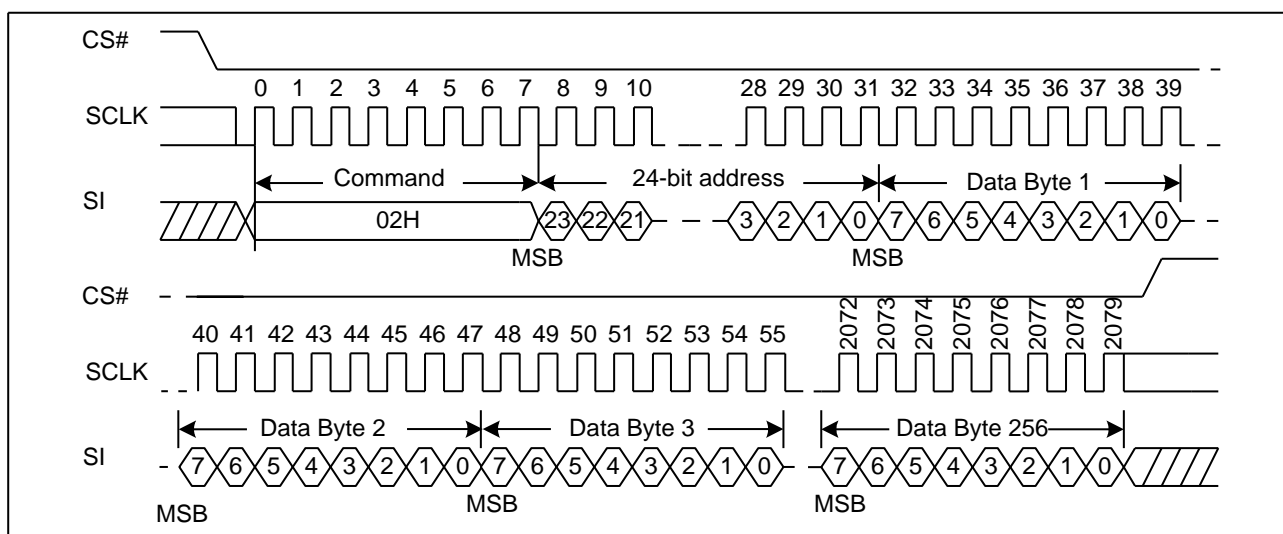 CS#
0 1 2 3 4 5 6 7 8 9 10 28 29 30 31 32 33 34 35 36 37 38 39
SCLK
Command 24-bit address Data Byte 1
SI
02H 23 22 21 3 2 1 0 7 6 5 4 3 2 1 0
MSB MSB
CS#
40 41 42 43 44 45 46 47 48 49 50 51 52 53 54 55 2072 2073 2074 2075 2076 2077 2078 2079
SCLK
Data Byte 2 Data Byte 3 Data Byte 256
SI
7 6 5 4 3 2 1 0 7 6 5 4 3 2 1 0 7 6 5 4 3 2 1 0
MSB MSB MSB